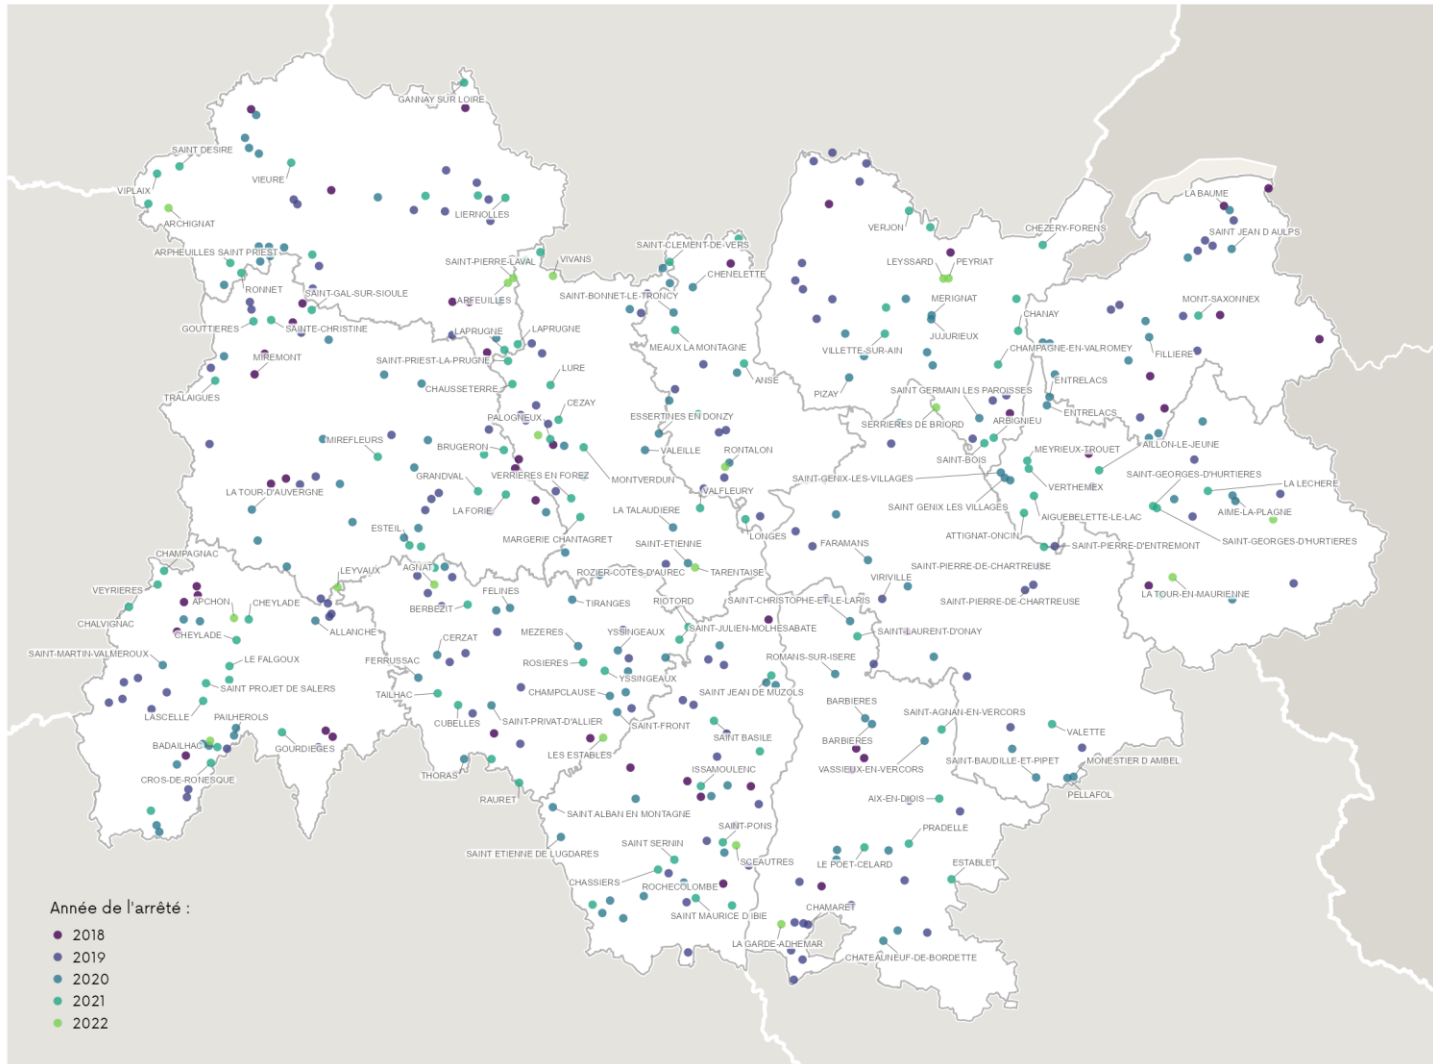 GANNAY SUR LOIRE
SAINT DESIRE
VIEURE
VIPLAIX
LIERNOLLES
ARCHIGNAT
LA BAUME
VERJON
CHEZERY-FORENS
SAINT JEAN D AULPS
SAINT-CLEMENT-DE-VERS
ARPHEUILLES SAINT PRIEST
SAINT-PIERRE-LAVAL
VIVANS
LEYSSARD
PEYRIAT
CHENELETTE
RONNET
SAINT-GAL-SUR-SIOULE
ARFEUILLES
SAINT-BONNET-LE-TRONCY
MERIGNAT
MONT-SAXONNEX
CHANAY
GOUTTIERES
SAINTE-CHRISTINE
LAPRUGNE
LAPRUGNE
JUJURIEUX
MEAUX LA MONTAGNE
VILLETTE-SUR-AIN
CHAMPAGNE-EN-VALROMEY
FILLIERE
MIREMONT
SAINT-PRIEST-LA-PRUGNE
LURE
ANSE
ENTRELACS
CHAUSSETERRE
PIZAY
SAINT GERMAIN LES PAROISSES
TRALAIGUES
CEZAY
ENTRELACS
PALOGNEUX
ESSERTINES EN DONZY
ARBIGNIEU
SERRIERES DE BRIORD
MIREFLEURS
BRUGERON
VALEILLE
RONTALON
AILLON-LE-JEUNE
MEYRIEUX-TROUET
SAINT-BOIS
GRANDVAL
VERRIERES EN FOREZ
MONTVERDUN
SAINT-GENIX-LES-VILLAGES
SAINT-GEORGES-D'HURTIERES
LA LECHERE
VERTHEMEX
LA TOUR-D'AUVERGNE
VALFLEURY
LA FORIE
LA TALAUDIERE
SAINT GENIX LES VILLAGES
AIGUEBELETTE-LE-LAC
AIME-LA-PLAGNE
ESTEIL
MARGERIE CHANTAGRET
LONGES
ATTIGNAT-ONCIN
SAINT-GEORGES-D'HURTIERES
SAINT-ETIENNE
FARAMANS
SAINT-PIERRE-D'ENTREMONT
CHAMPAGNAC
AGNAT
ROZIER-COTES-D'AUREC
TARENTAISE
SAINT-PIERRE-DE-CHARTREUSE
LEYVAUX
VIRIVILLE
VEYRIERES
FELINES
APCHON
CHEYLADE
BERBEZIT
TIRANGES
RIOTORD
SAINT-CHRISTOPHE-ET-LE-LARIS
SAINT-PIERRE-DE-CHARTREUSE
LA TOUR-EN-MAURIENNE
CHALVIGNAC
ALLANCHE
CHEYLADE
CERZAT
MEZERES
YSSINGEAUX
SAINT-JULIEN-MOLHESABATE
SAINT-LAURENT-D'ONAY
SAINT-MARTIN-VALMEROUX
LE FALGOUX
FERRUSSAC
ROSIERES
ROMANS-SUR-ISERE
YSSINGEAUX
SAINT PROJET DE SALERS
TAILHAC
CHAMPCLAUSE
SAINT JEAN DE MUZOLS
BARBIERES
LASCELLE
PAILHEROLS
CUBELLES
SAINT-PRIVAT-D'ALLIER
SAINT-FRONT
SAINT-AGNAN-EN-VERCORS
VALETTE
BADAILHAC
GOURDIEGES
SAINT BASILE
BARBIERES
LES ESTABLES
SAINT-BAUDILLE-ET-PIPET
MONESTIER D AMBEL
THORAS
ISSAMOULENC
VASSIEUX-EN-VERCORS
CROS-DE-RONESQUE
RAURET
PELLAFOL
AIX-EN-DIOIS
SAINT ALBAN EN MONTAGNE
SAINT-PONS
PRADELLE
SAINT SERNIN
SAINT ETIENNE DE LUGDARES
SCEAUTRES
LE POET-CELARD
ESTABLET
CHASSIERS
ROCHECOLOMBE
CHAMARET
SAINT MAURICE D IBIE
LA GARDE-ADHEMAR
CHATEAUNEUF-DE-BORDETTE
Année de l'arrêté :
2018
2019
2020
2021
2022